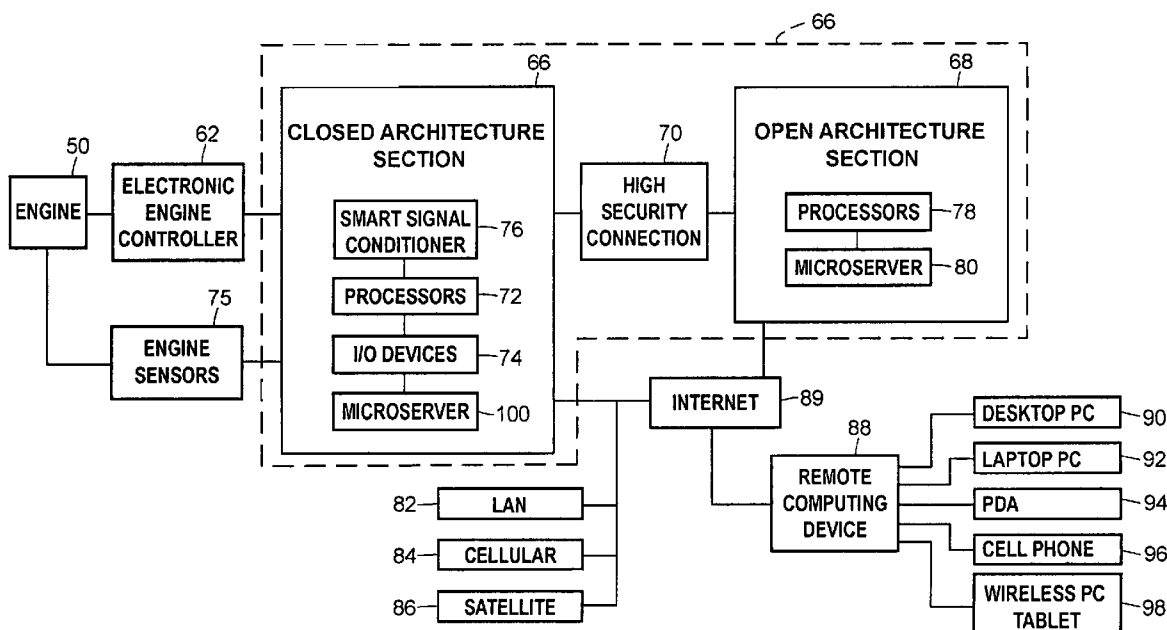 66
66
68
CLOSED ARCHITECTURE
SECTION
OPEN ARCHITECTURE
SECTION
50
62
70
ENGINE
ELECTRONIC
ENGINE
CONTROLLER
SMART SIGNAL
CONDITIONER
76
HIGH
SECURITY
CONNECTION
PROCESSORS
78
MICROSERVER
80
PROCESSORS
72
75
ENGINE
SENSORS
I/O DEVICES
74
MICROSERVER
100
INTERNET
89
88
REMOTE
COMPUTING
DEVICE
DESKTOP PC
90
LAPTOP PC
92
PDA
94
CELL PHONE
96
WIRELESS PC
TABLET
98
82
LAN
84
CELLULAR
86
SATELLITE